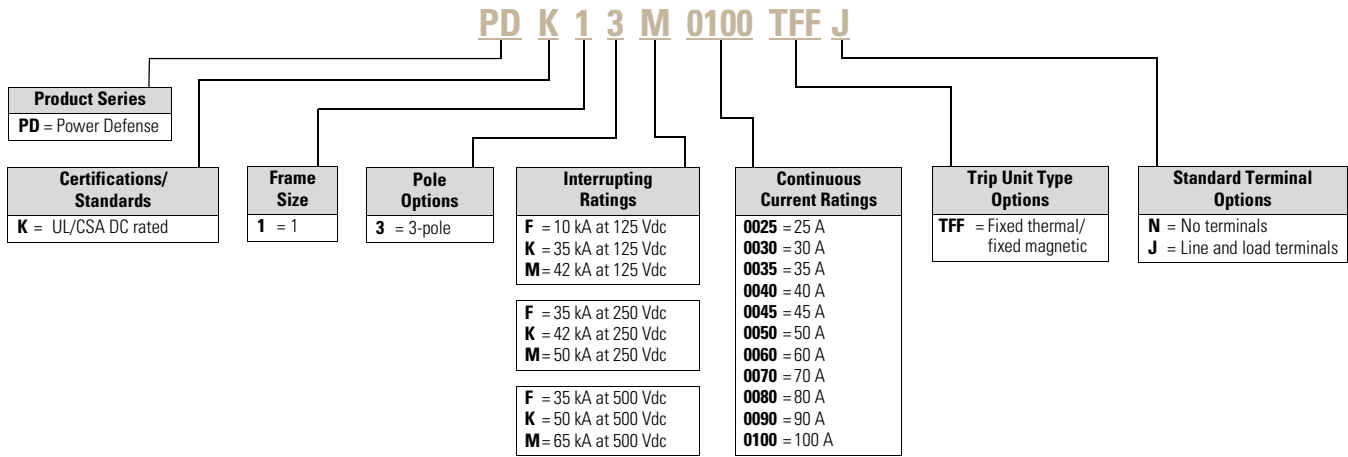 PD K 1 3 M 0100 TFF J
Product Series
PD = Power Defense
Certifications/
Standards
K = UL/CSA DC rated
Frame
Size
1 = 1
Pole
Options
3 = 3-pole
Interrupting
Ratings
F = 10 kA at 125 Vdc
K = 35 kA at 125 Vdc
M = 42 kA at 125 Vdc
F = 35 kA at 250 Vdc
K = 42 kA at 250 Vdc
M = 50 kA at 250 Vdc
F = 35 kA at 500 Vdc
K = 50 kA at 500 Vdc
M = 65 kA at 500 Vdc
Continuous
Current Ratings
0025 = 25 A
0030 = 30 A
0035 = 35 A
0040 = 40 A
0045 = 45 A
0050 = 50 A
0060 = 60 A
0070 = 70 A
0080 = 80 A
0090 = 90 A
0100 = 100 A
Trip Unit Type
Options
TFF = Fixed thermal/
fixed magnetic
Standard Terminal
Options
N = No terminals
J = Line and load terminals